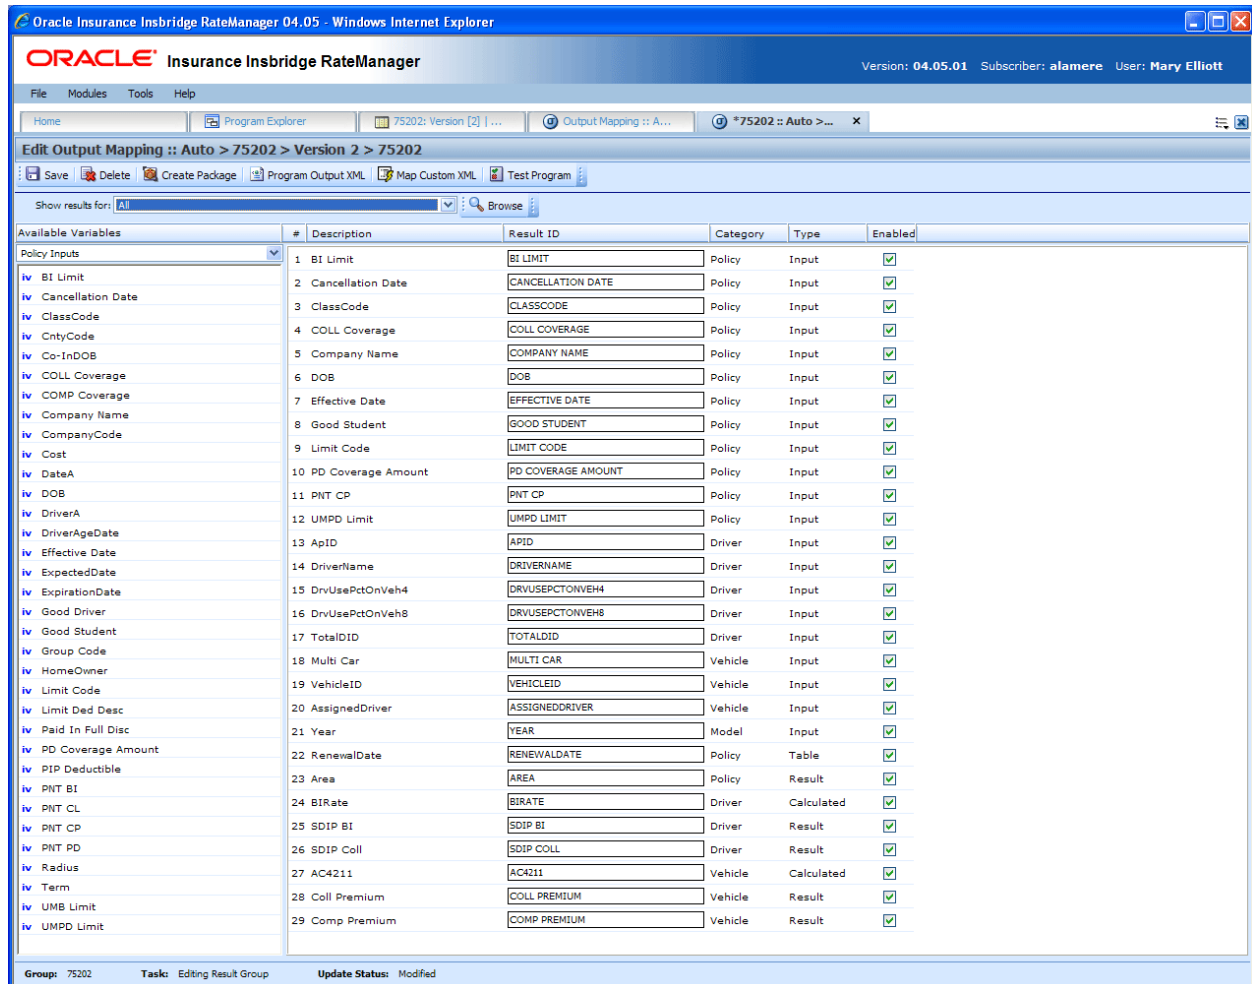 Oracle Insurance Insbridge RateManager 04.05 - Windows Internet Explorer
ORACLE® Insurance Insbridge RateManager
Version: 04.05.01 Subscriber: alamere User: Mary Elliott
File Modules Tools Help
Home Program Explorer 75202: Version [2] | ... Output Mapping :: A... *75202 :: Auto >... x
Edit Output Mapping :: Auto > 75202 > Version 2 > 75202
Save Delete Create Package Program Output XML Map Custom XML Test Program
Show results for: All Browse
Available Variables # Description Result ID Category Type Enabled
Policy Inputs
iv BI Limit
iv Cancellation Date
iv ClassCode
iv CntyCode
iv Co-InDOB
iv COLL Coverage
iv COMP Coverage
iv Company Name
iv CompanyCode
iv Cost
iv DateA
iv DOB
iv DriverA
iv DriverAgeDate
iv Effective Date
iv ExpectedDate
iv ExpirationDate
iv Good Driver
iv Good Student
iv Group Code
iv HomeOwner
iv Limit Code
iv Limit Ded Desc
iv Paid In Full Disc
iv PD Coverage Amount
iv PIP Deductible
iv PNT BI
iv PNT CL
iv PNT CP
iv PNT PD
iv Radius
iv Term
iv UMB Limit
iv UMPD Limit
1 BI Limit BI LIMIT Policy Input
2 Cancellation Date CANCELLATION DATE Policy Input
3 ClassCode CLASSCODE Policy Input
4 COLL Coverage COLL COVERAGE Policy Input
5 Company Name COMPANY NAME Policy Input
6 DOB DOB Policy Input
7 Effective Date EFFECTIVE DATE Policy Input
8 Good Student GOOD STUDENT Policy Input
9 Limit Code LIMIT CODE Policy Input
10 PD Coverage Amount PD COVERAGE AMOUNT Policy Input
11 PNT CP PNT CP Policy Input
12 UMPD Limit UMPD LIMIT Policy Input
13 ApID APID Driver Input
14 DriverName DRIVERNAME Driver Input
15 DrvUsePctOnVeh4 DRVUSEPCTONVEH4 Driver Input
16 DrvUsePctOnVeh8 DRVUSEPCTONVEH8 Driver Input
17 TotalDID TOTALDID Driver Input
18 Multi Car MULTI CAR Vehicle Input
19 VehicleID VEHICLEID Vehicle Input
20 AssignedDriver ASSIGNEDDRIVER Vehicle Input
21 Year YEAR Model Input
22 RenewalDate RENEWALDATE Policy Table
23 Area AREA Policy Result
24 BIRate BIRATE Driver Calculated
25 SDIP BI SDIP BI Driver Result
26 SDIP Coll SDIP COLL Driver Result
27 AC4211 AC4211 Vehicle Calculated
28 Coll Premium COLL PREMIUM Vehicle Result
29 Comp Premium COMP PREMIUM Vehicle Result
Group: 75202 Task: Editing Result Group Update Status: Modified